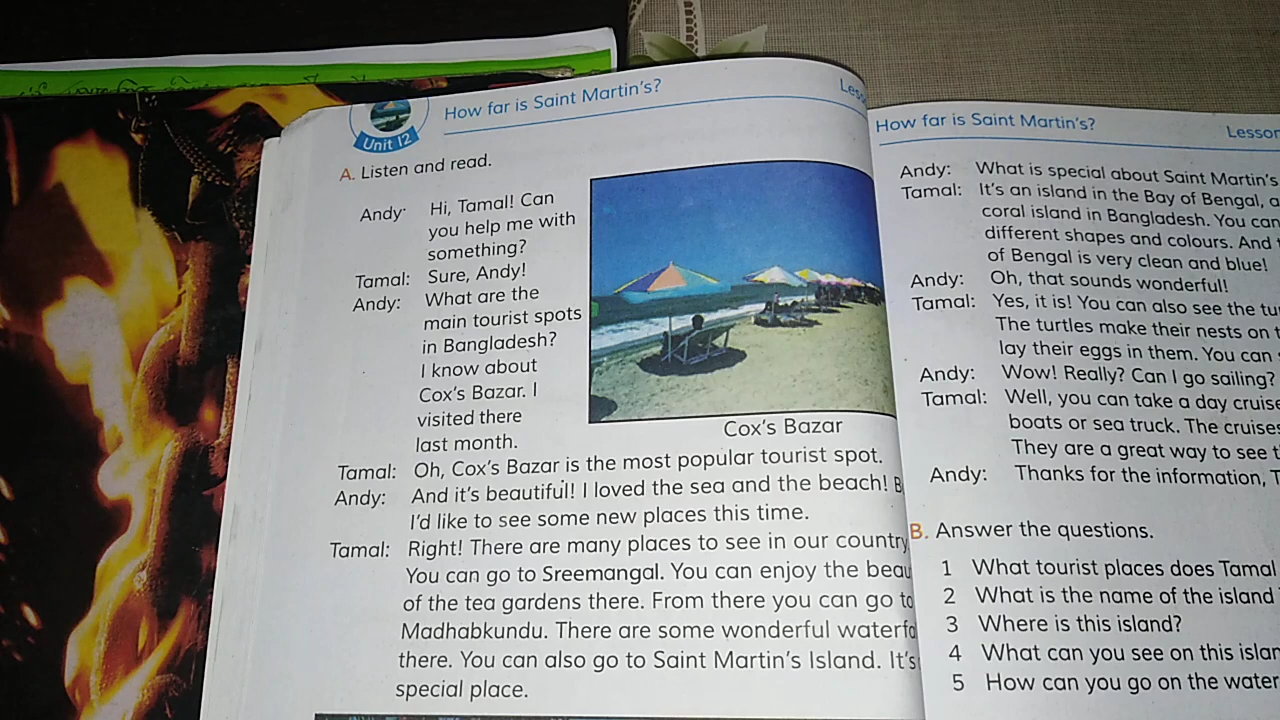 How far is Saint Martin's?
Unit 12
A. Listen and read.
Andy: Hi, Tamal! Can
you help me with
something?
Tamal: Sure, Andy!
Andy: What are the
main tourist spots
in Bangladesh?
I know about
Cox's Bazar. I
visited there
last month.
Cox's Bazar
Tamal: Oh, Cox's Bazar is the most popular tourist spot.
Andy: And it's beautiful! I loved the sea and the beach!
I'd like to see some new places this time.
Tamal: Right! There are many places to see in our country
You can go to Sreemangal. You can enjoy the
of the tea gardens there. From there you can go to
Madhabkundu. There are some wonderful
there. You can also go to Saint Martin's Island. It's
special place.
How far is Saint Martin's?
Lesson
Andy: What is special about Saint Martin's
Tamal: It's an island in the Bay of Bengal, a
coral island in Bangladesh. You can
different shapes and colours. And
of Bengal is very clean and blue!
Andy: Oh, that sounds wonderful!
Tamal: Yes, it is! You can also see the
The turtles make their nests on
lay their eggs in them. You can
Andy: Wow! Really? Can I go sailing?
Tamal: Well, you can take a day cruise
boats or sea truck. The cruises
They are a great way to see
Andy: Thanks for the information,
B. Answer the questions.
1 What tourist places does Tamal
2 What is the name of the island
3 Where is this island?
4 What can you see on this
5 How can you go on the water